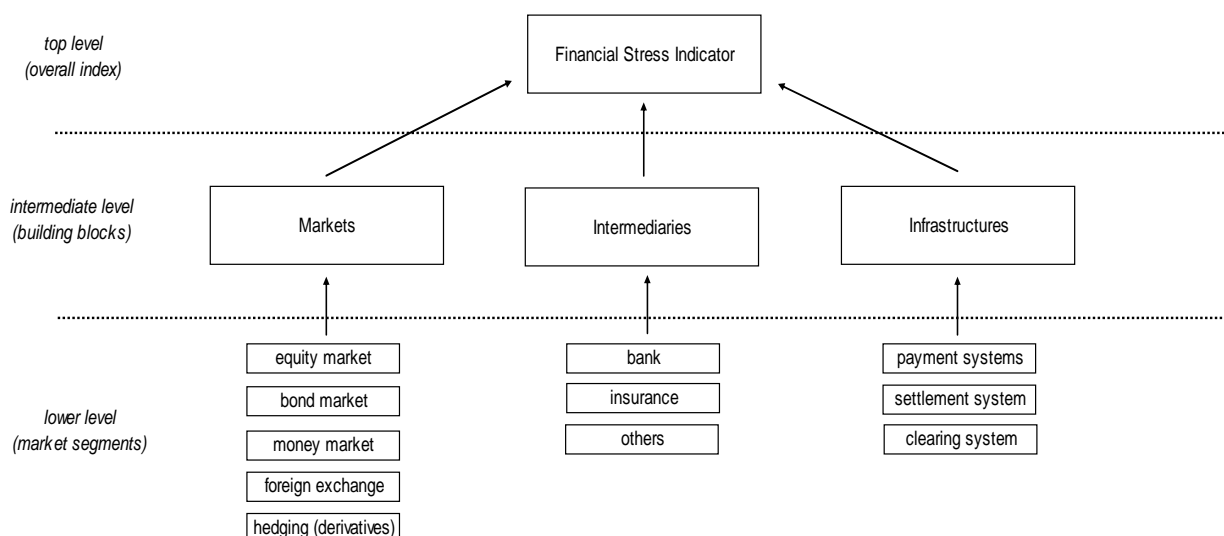 top level
(overall index)
Financial Stress Indicator
intermediate level
(building blocks)
Markets
Intermediaries
Infrastructures
lower level
(market segments)
equity market
bond market
money market
foreign exchange
hedging (derivatives)
bank
insurance
others
payment systems
settlement system
clearing system